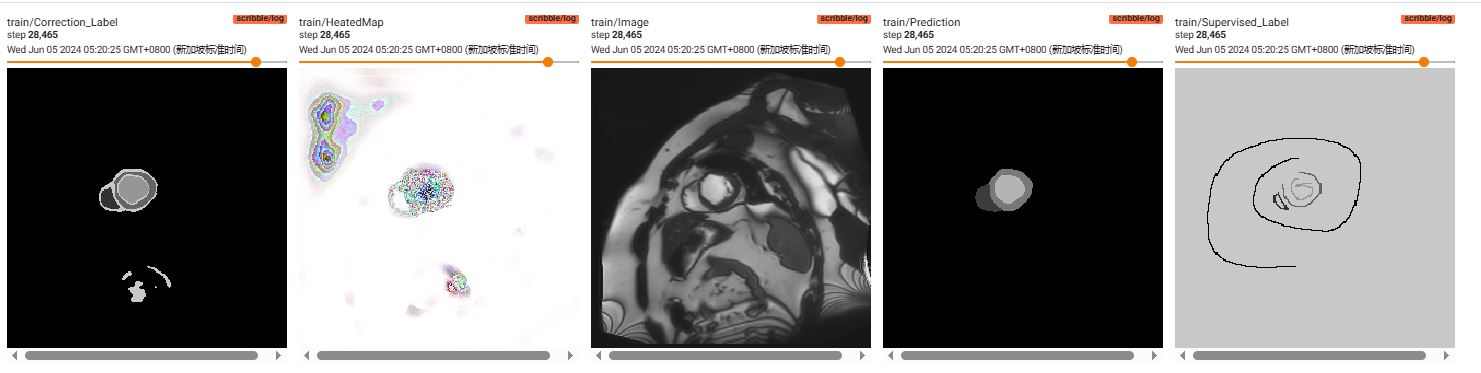 train/Correction_Label
scribble/log
step 28,465
Wed Jun 05 2024 05:20:25 GMT+0800 (新加坡标准时间)
train/HeatedMap
scribble/log
step 28,465
Wed Jun 05 2024 05:20:25 GMT+0800 (新加坡标准时间)
train/Image
scribble/log
step 28,465
Wed Jun 05 2024 05:20:25 GMT+0800 (新加坡标准时间)
train/Prediction
scribble/log
step 28,465
Wed Jun 05 2024 05:20:25 GMT+0800 (新加坡标准时间)
train/Supervised_Label
scribble/log
step 28,465
Wed Jun 05 2024 05:20:25 GMT+0800 (新加坡标准时间)